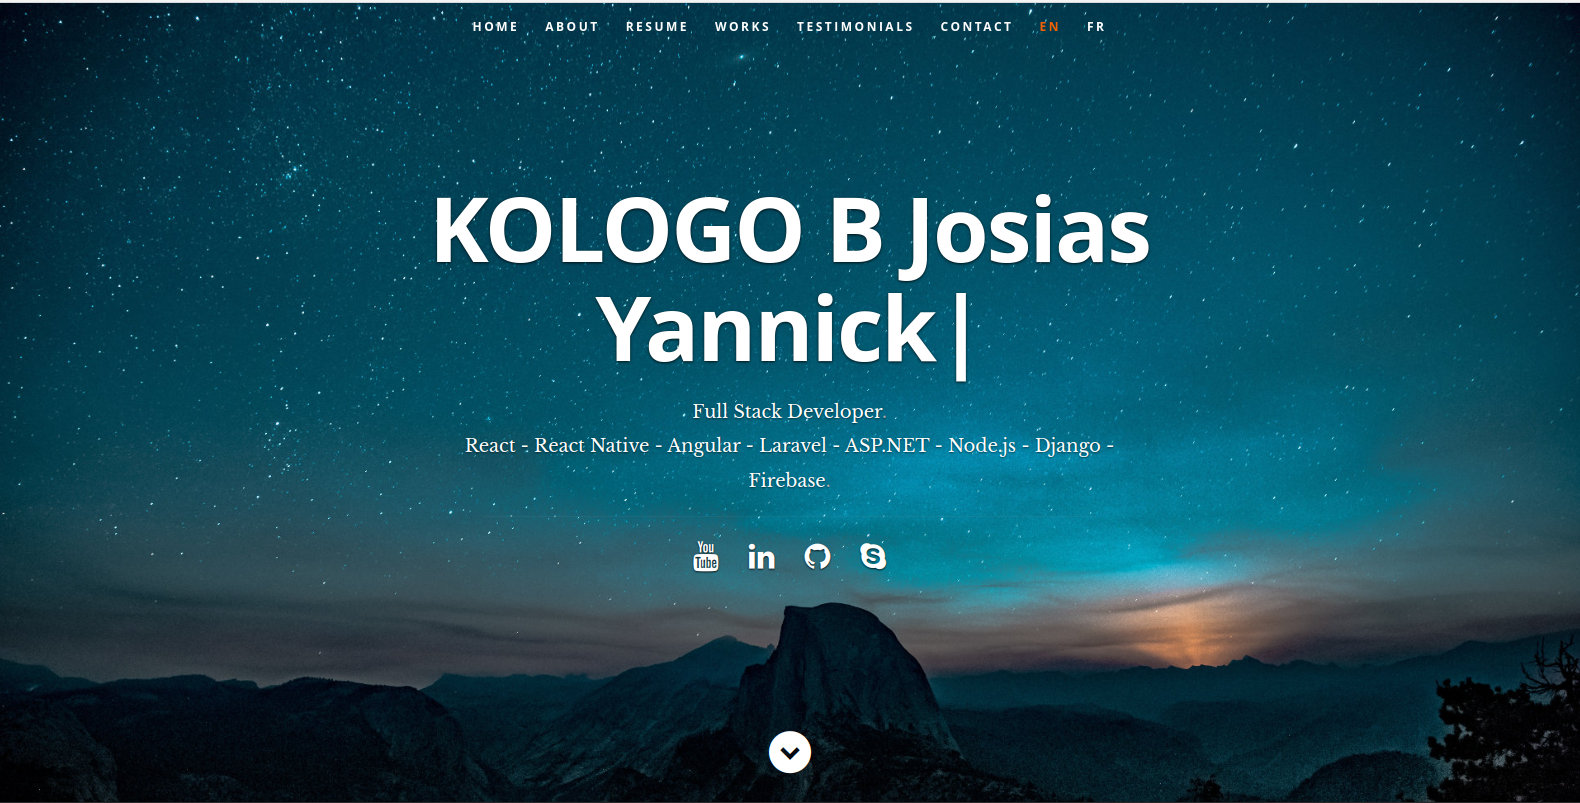 HOME ABOUT RESUME WORKS TESTIMONIALS CONTACT EN FR
KOLOGO B Josias
Yannick|
Full Stack Developer.
React - React Native - Angular - Laravel - ASP.NET - Node.js - Django -
Firebase.
You
Tube in S